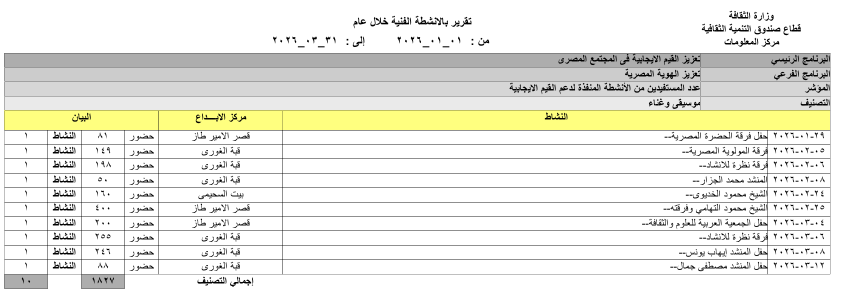 وزارة الثقافة
قطاع صندوق التنمية الثقافية
مركز المعلومات
تقرير بالانشطة الفنية خلال عام
من : ٠١_٠١_٢٠٢٦ إلى : ٣١_٠٣_٢٠٢٦
البرنامج الرئيسي تعزيز القيم الايجابية فى المجتمع المصرى
البرنامج الفرعي تعزيز الهوية المصرية
المؤشر عدد المستفيدين من الأنشطة المنفذة لدعم القيم الايجابية
التصنيف موسيقى وغناء
النشاط مركز الابــــداع البيان
٢٠٢٦-٠١-٢٩ حفل فرقة الحضرة المصرية-- قصر الامير طاز حضور ٨١ النشاط ١
٢٠٢٦-٠٢-٠٥ فرقة المولوية المصرية-- قبة الغورى حضور ١٤٩ النشاط ١
٢٠٢٦-٠٢-٠٦ فرقة نظرة للانشاد-- قبة الغورى حضور ١٩٨ النشاط ١
٢٠٢٦-٠٢-٠٨ المنشد محمد الجزار-- قبة الغورى حضور ٥٠ النشاط ١
٢٠٢٦-٠٢-٢٤ الشيخ محمود الخديوى-- بيت السحيمى حضور ١٦٠ النشاط ١
٢٠٢٦-٠٢-٢٥ الشيخ محمود التهامي وفرقته-- قصر الامير طاز حضور ٤٠٠ النشاط ١
٢٠٢٦-٠٣-٠٤ حفل الجمعية العربية للعلوم والثقافة-- قصر الامير طاز حضور ٢٠٠ النشاط ١
٢٠٢٦-٠٣-٠٦ فرقة نظرة للانشاد-- قبة الغورى حضور ٢٥٥ النشاط ١
٢٠٢٦-٠٣-٠٨ حفل المنشد إيهاب يونس-- قبة الغورى حضور ٢٤٦ النشاط ١
٢٠٢٦-٠٣-١٢ حفل المنشد مصطفى جمال-- قبة الغورى حضور ٨٨ النشاط ١
إجمالي التصنيف ١٨٢٧ ١٠